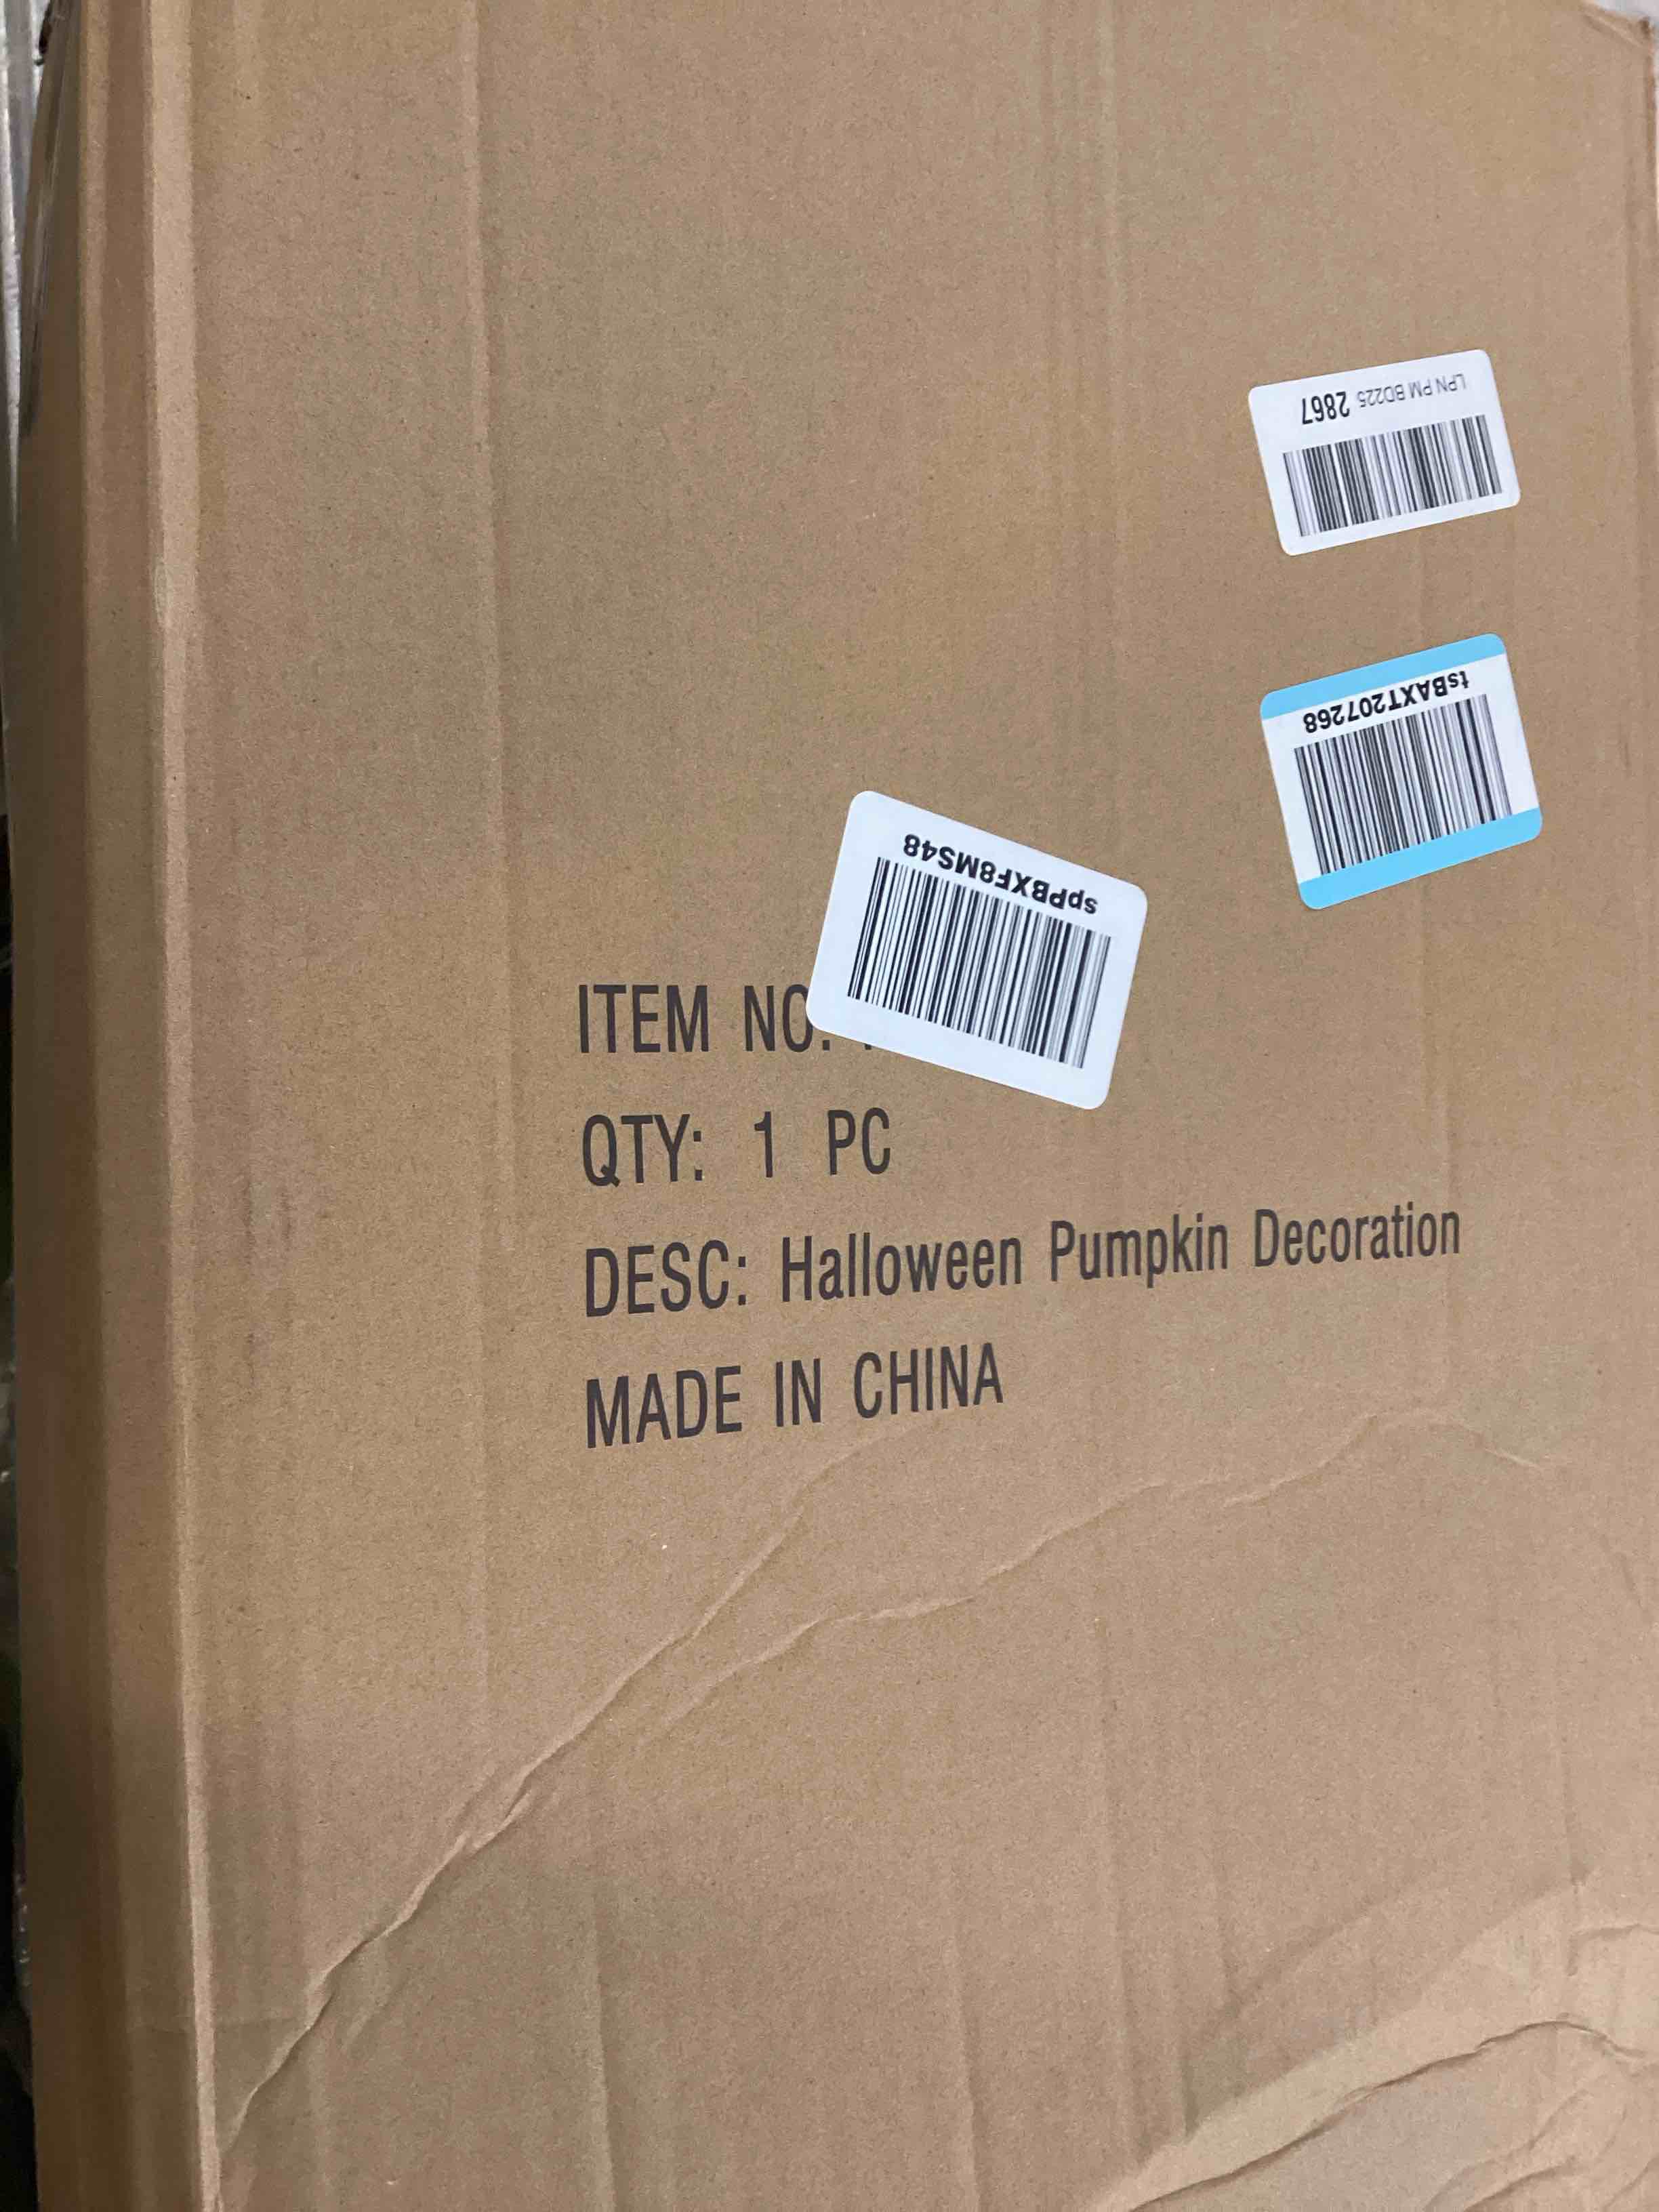 LPN PM BD225 2867
tsBAXT207268
spPBXF8MS48
ITEM NO.
QTY: 1 PC
DESC: Halloween Pumpkin Decoration
MADE IN CHINA